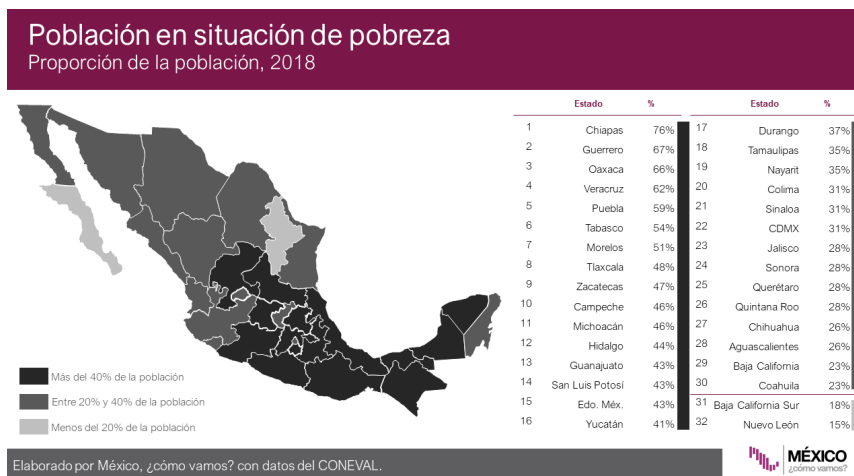 Población en situación de pobreza
Proporción de la población, 2018
Estado %
1 Chiapas 76%
2 Guerrero 67%
3 Oaxaca 66%
4 Veracruz 62%
5 Puebla 59%
6 Tabasco 54%
7 Morelos 51%
8 Tlaxcala 48%
9 Zacatecas 47%
10 Campeche 46%
11 Michoacán 46%
12 Hidalgo 44%
13 Guanajuato 43%
14 San Luis Potosí 43%
15 Edo. Méx. 43%
16 Yucatán 41%
Estado %
17 Durango 37%
18 Tamaulipas 35%
19 Nayarit 35%
20 Colima 31%
21 Sinaloa 31%
22 CDMX 31%
23 Jalisco 28%
24 Sonora 28%
25 Querétaro 28%
26 Quintana Roo 28%
27 Chihuahua 26%
28 Aguascalientes 26%
29 Baja California 23%
30 Coahuila 23%
31 Baja California Sur 18%
32 Nuevo León 15%
Más del 40% de la población
Entre 20% y 40% de la población
Menos del 20% de la población
Elaborado por México, ¿cómo vamos? con datos del CONEVAL.
MÉXICO
¿cómo vamos?